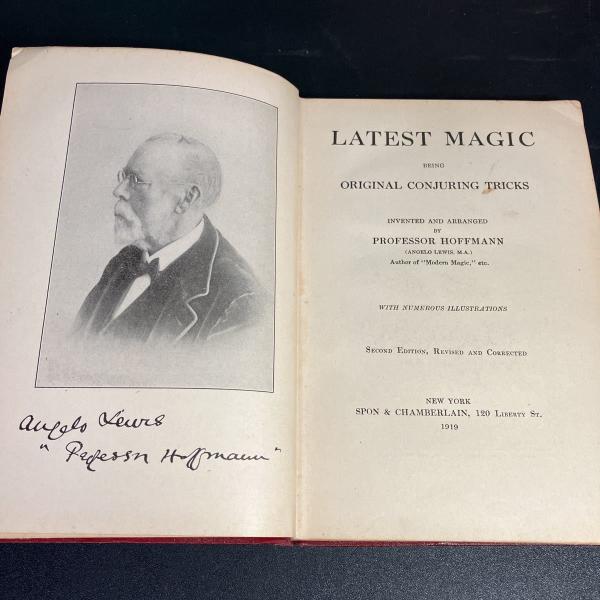 Angelo Lewis
"Professor Hoffmann"
LATEST MAGIC
BEING
ORIGINAL CONJURING TRICKS
INVENTED AND ARRANGED
BY
PROFESSOR HOFFMANN
(ANGELO LEWIS, M.A.)
Author of "Modern Magic," etc.
WITH NUMEROUS ILLUSTRATIONS
SECOND EDITION, REVISED AND CORRECTED
NEW YORK
SPON & CHAMBERLAIN, 120 LIBERTY ST.
1919